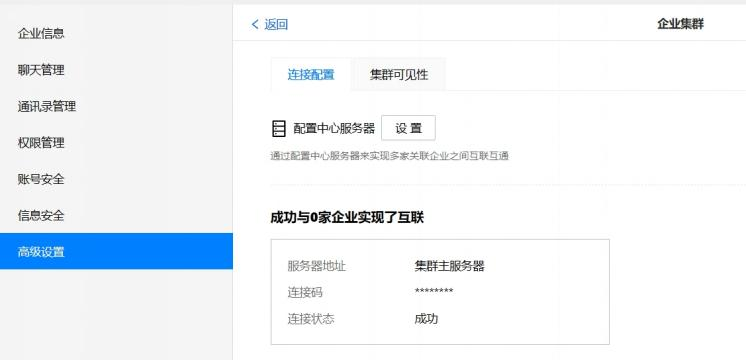 企业信息
聊天管理
通讯录管理
权限管理
账号安全
信息安全
高级设置
返回
企业集群
连接配置 集群可见性
配置中心服务器 设 置
通过配置中心服务器来实现多家关联企业之间互联互通
成功与0家企业实现了互联
服务器地址 集群主服务器
连接码 ********
连接状态 成功